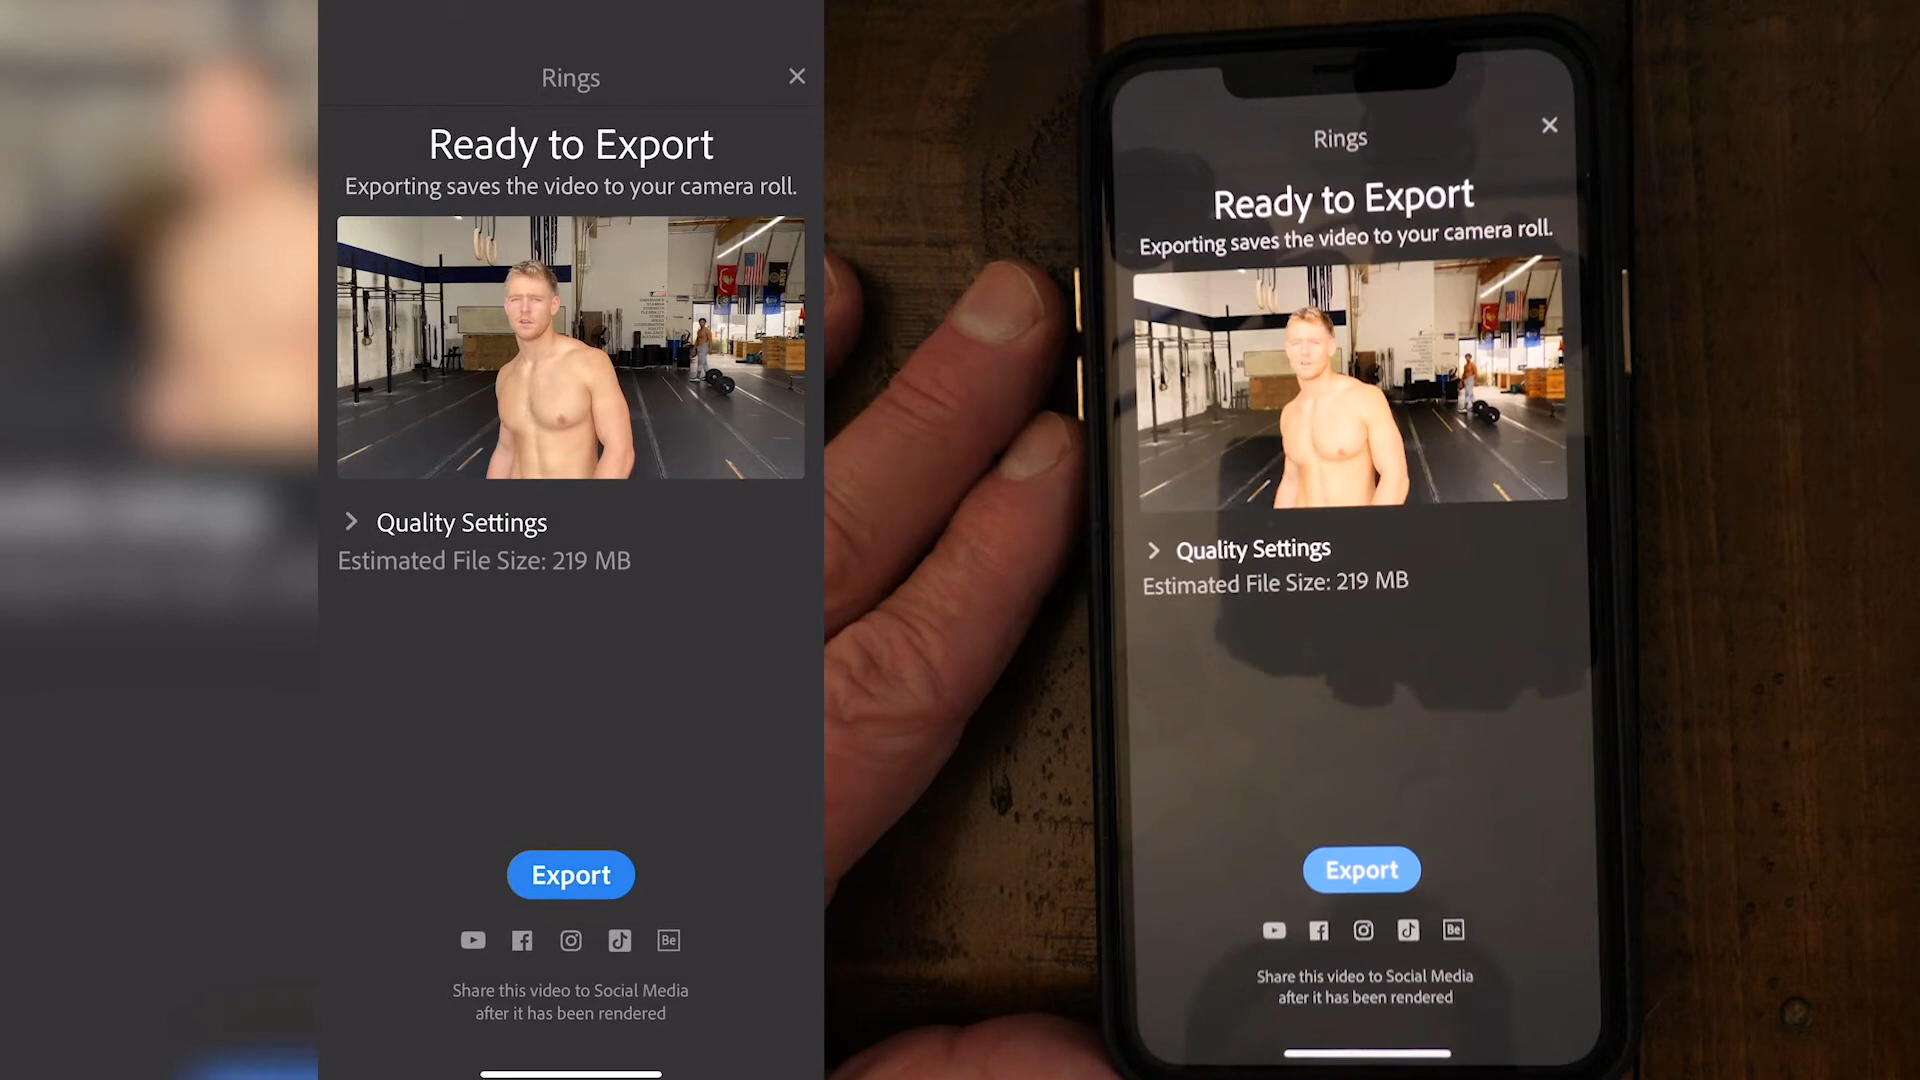 Rings
Ready to Export
Exporting saves the video to your camera roll.
Quality Settings
Estimated File Size: 219 MB
Export
Be
Share this video to Social Media
after it has been rendered
Rings
Ready to Export
Exporting saves the video to your camera roll.
Quality Settings
Estimated File Size: 219 MB
Export
Be
Share this video to Social Media
after it has been rendered